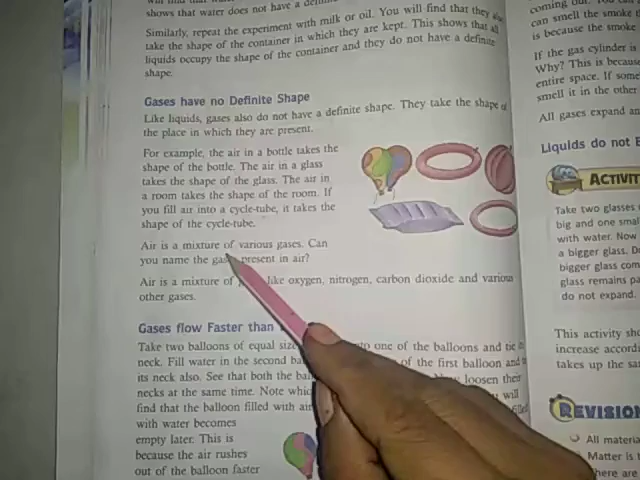 shows that water does not have a
Similarly, repeat the experiment with milk or oil. You will find that they also
take the shape of the container in which they are kept. This shows that all
liquids occupy the shape of the container and they do not have a definite
shape.
Gases have no Definite Shape
Like liquids, gases also do not have a definite shape. They take the shape of
the place in which they are present.
For example, the air in a bottle takes the
shape of the bottle. The air in a glass
takes the shape of the glass. The air in
a room takes the shape of the room. If
you fill air into a cycle-tube, it takes the
shape of the cycle-tube.
Air is a mixture of various gases. Can
you name the present in air?
Air is a mixture of like oxygen, nitrogen, carbon dioxide and various
other gases.
Gases flow Faster than
Take two balloons of equal size to one of the balloons and tie
neck. Fill water in the second of the first balloon and
its neck also. See that both the loosen their
necks at the same time. Note will
find that the balloon filled with air
with water becomes
empty later. This is
because the air rushes
out of the balloon faster
coming out.
can smell the smoke
is because the smoke
If the gas cylinder is
Why? This is because
entire space. If some
smell it in the other
All gases expand
Liquids do not
ACTIVIT
Take two glasses
big and one small
with water. Now
a bigger glass. Do
bigger glass
glass remains
do not expand.
This activity
increase accord
takes up the
REVISION
All materia
Matter is